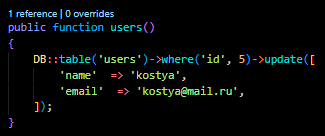 1 reference | 0 overrides
public function users()
{
    DB::table('users')->where('id', 5)->update([
        'name'  => 'kostya',
        'email'  => 'kostya@mail.ru',
    ]);
}